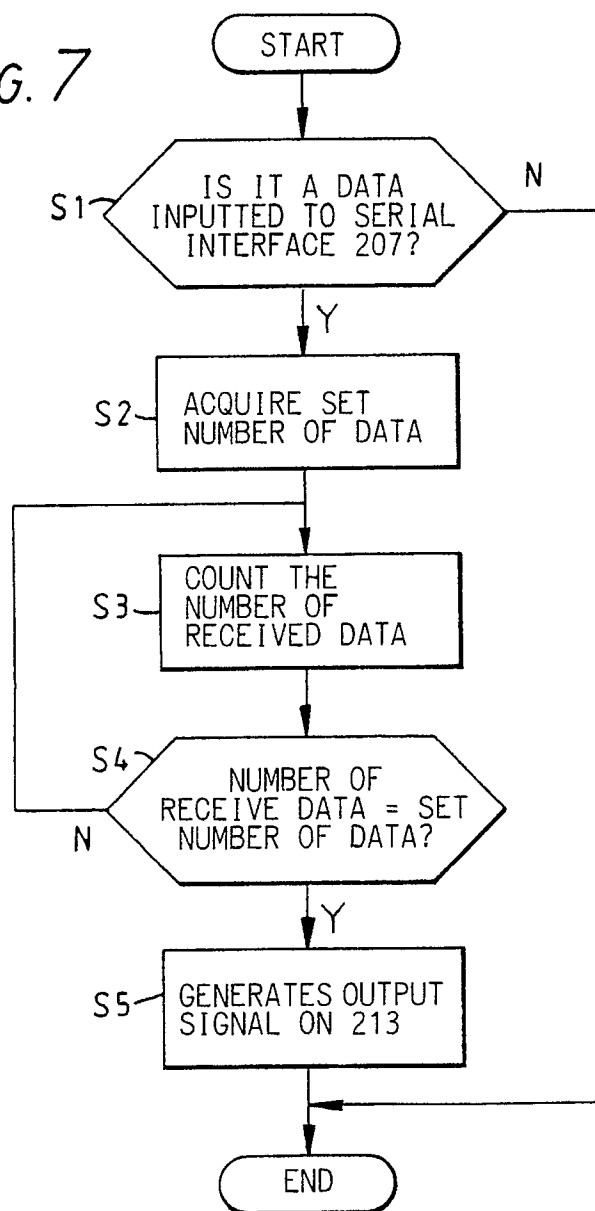 G. 7
START
S1
IS IT A DATA
INPUTTED TO SERIAL
INTERFACE 207?
N
Y
S2
ACQUIRE SET
NUMBER OF DATA
S3
COUNT THE
NUMBER OF
RECEIVED DATA
S4
NUMBER OF
RECEIVE DATA = SET
NUMBER OF DATA?
N
Y
S5
GENERATES OUTPUT
SIGNAL ON 213
END